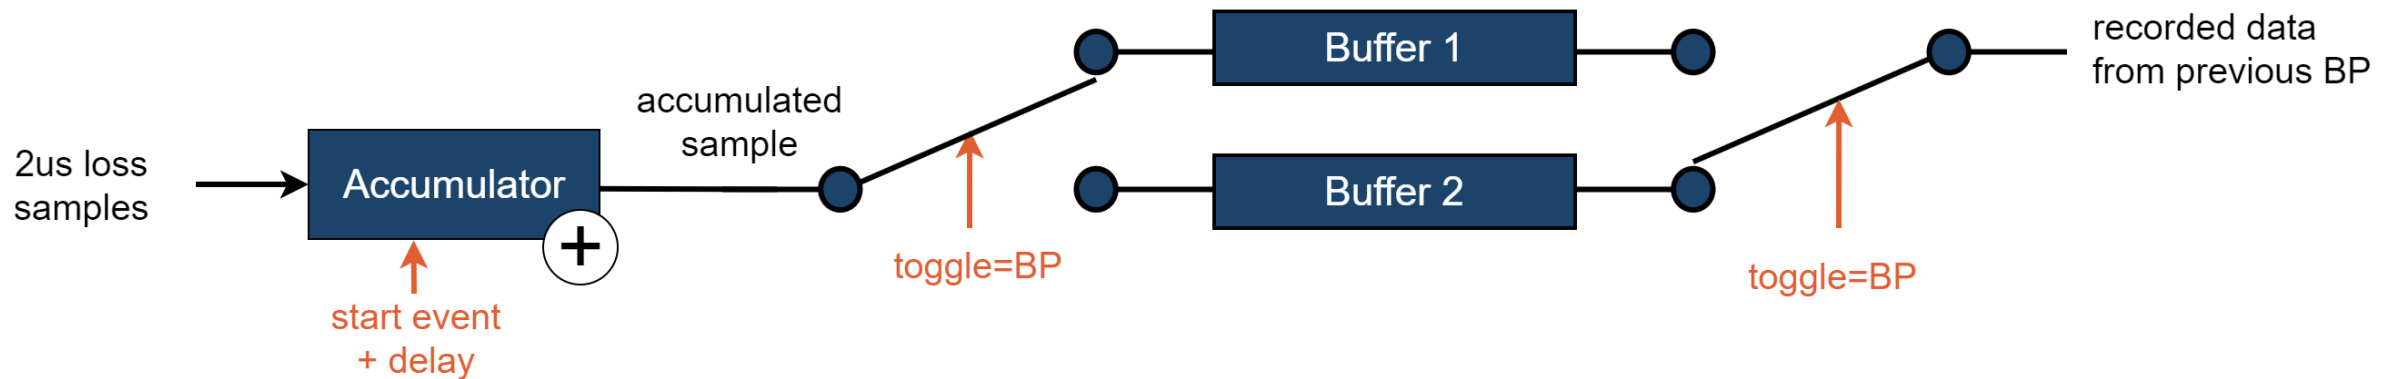 2us loss
samples
Accumulator
+
start event
+ delay
accumulated
sample
toggle=BP
Buffer 1
Buffer 2
toggle=BP
recorded data
from previous BP